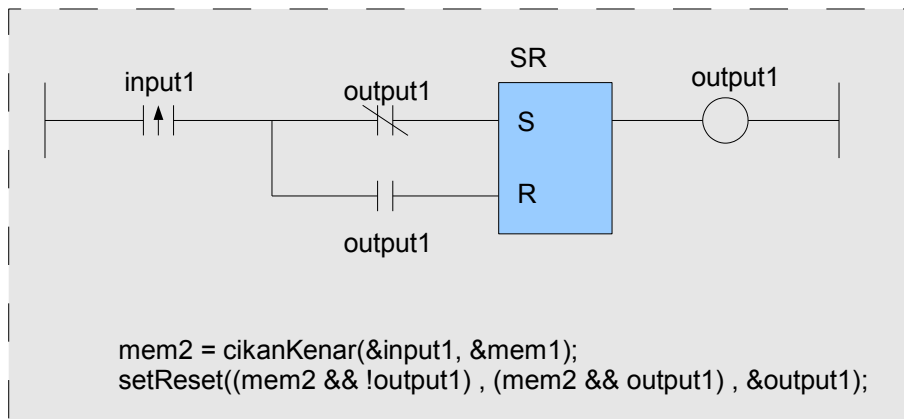 SR
input1
output1
output1
S
R
output1
mem2 = cikanKenar(&input1, &mem1);
setReset((mem2 && !output1) , (mem2 && output1) , &output1);